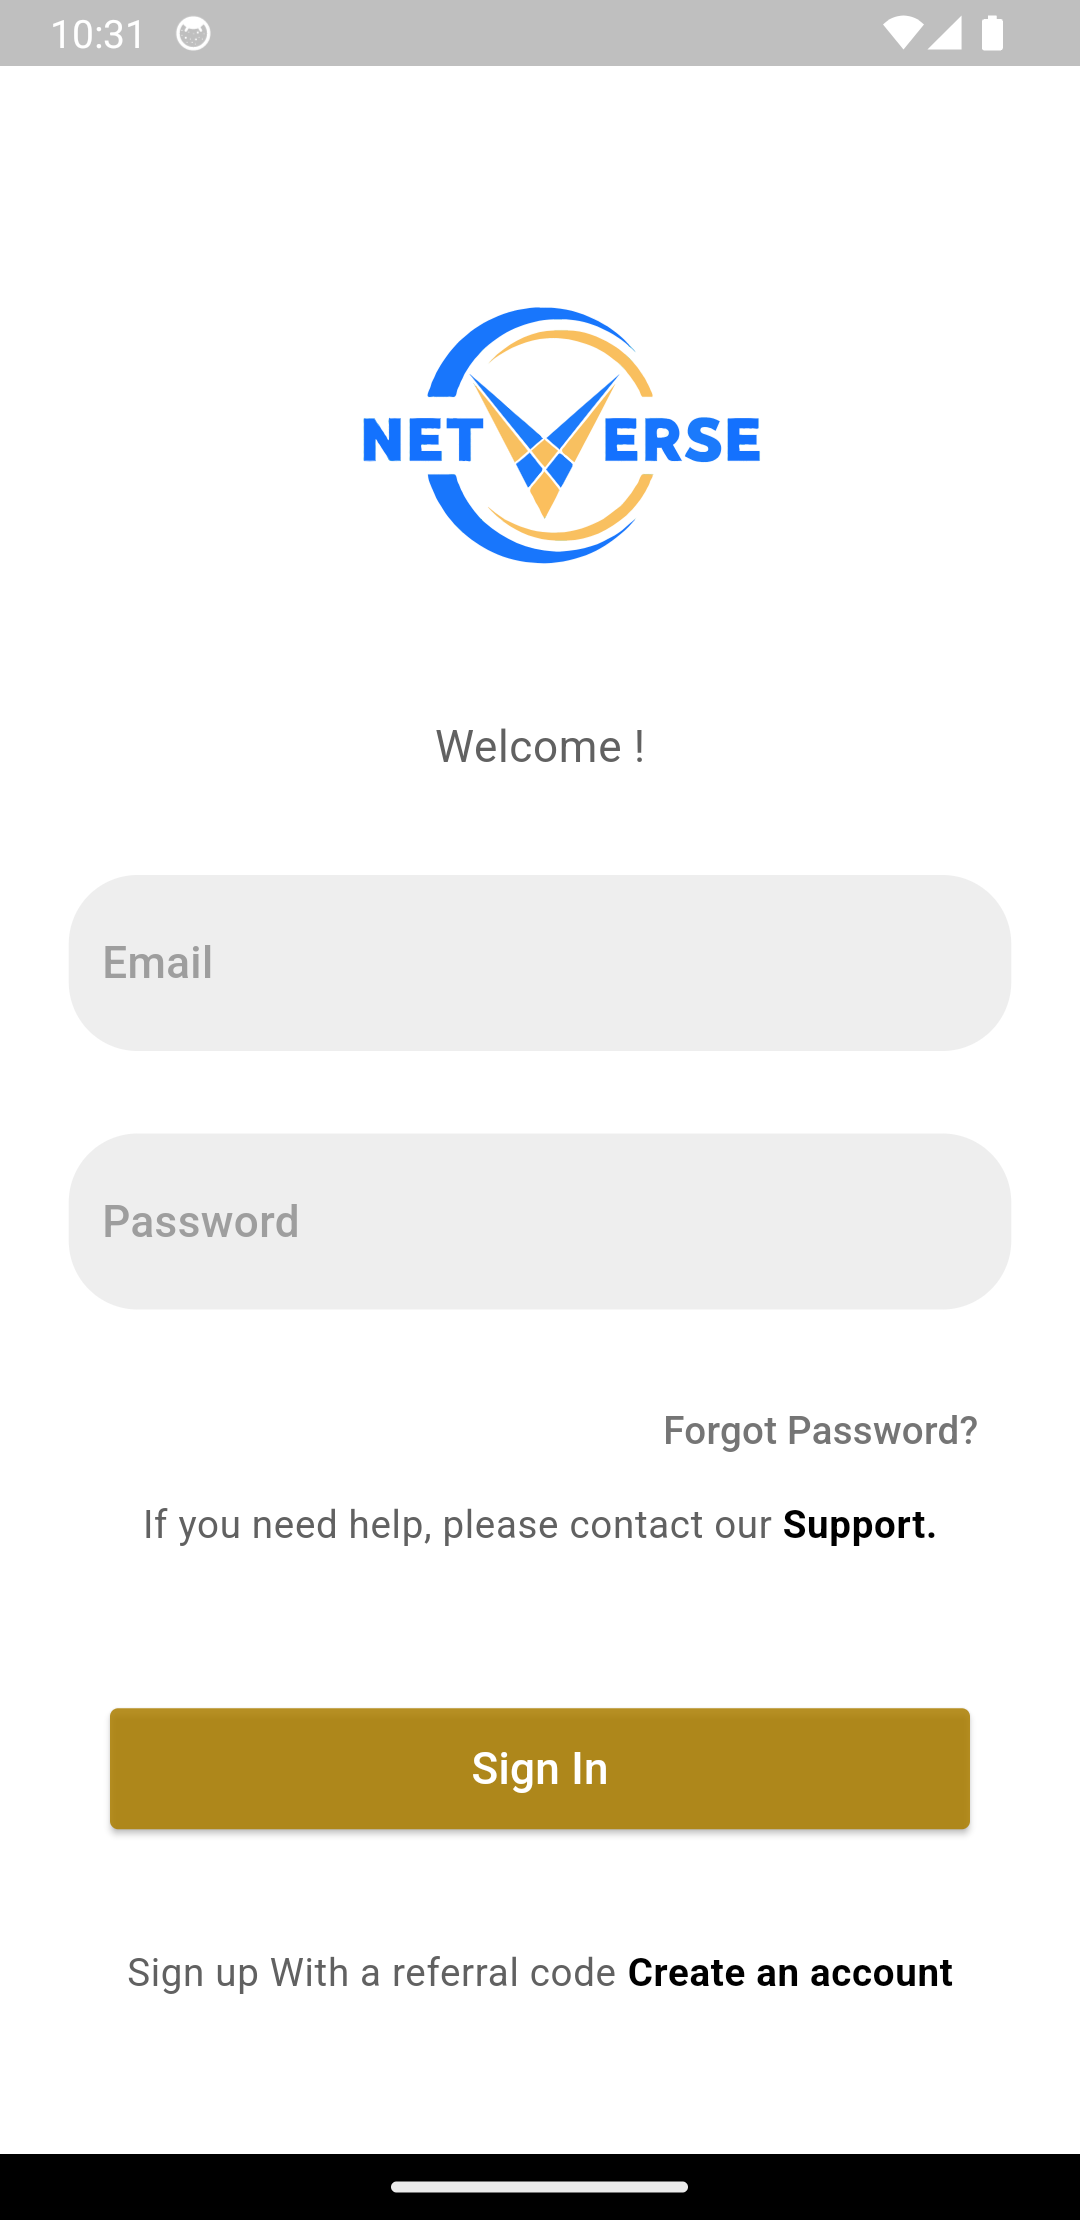 10:31
NETVERSE
Welcome !
Email
Password
Forgot Password?
If you need help, please contact our Support.
Sign In
Sign up With a referral code Create an account